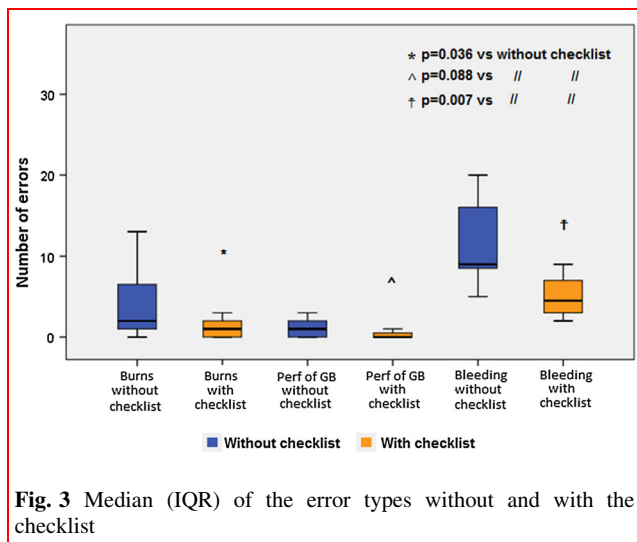 * p=0.036 vs without checklist
^ p=0.088 vs // //
† p=0.007 vs // //
Number of errors
30
20
10
0
*
^
†
Burns without checklist
Burns with checklist
Perf of GB without checklist
Perf of GB with checklist
Bleeding without checklist
Bleeding with checklist
Without checklist With checklist
Fig. 3 Median (IQR) of the error types without and with the
checklist